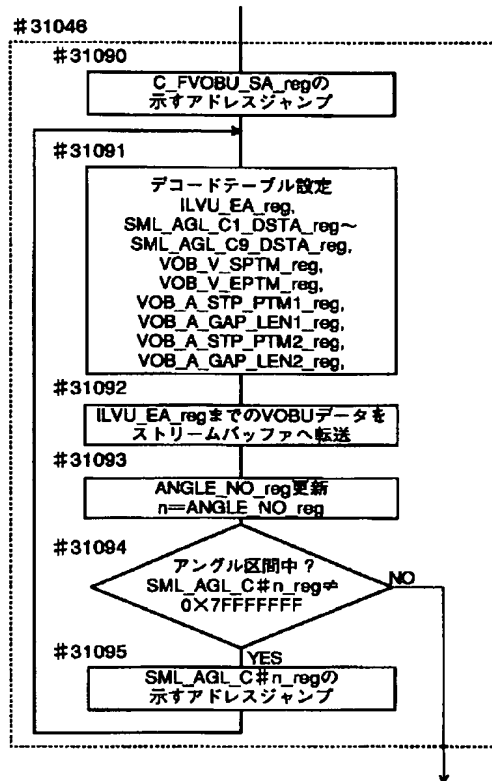 #31046
#31090
C_FVOBU_SA_regの
示すアドレスジャンプ
#31091
デコードテーブル設定
ILVU_EA_reg,
SML_AGL_C1_DSTA_reg〜
SML_AGL_C9_DSTA_reg,
VOB_V_SPTM_reg,
VOB_V_EPTM_reg,
VOB_A_STP_PTM1_reg,
VOB_A_GAP_LEN1_reg,
VOB_A_STP_PTM2_reg,
VOB_A_GAP_LEN2_reg,
#31092
ILVU_EA_regまでのVOBUデータを
ストリームバッファへ転送
#31093
ANGLE_NO_reg更新
n=ANGLE_NO_reg
#31094
アングル区間中？
SML_AGL_C#n_reg≠
0×7FFFFFFF
NO
YES
#31095
SML_AGL_C#n_regの
示すアドレスジャンプ